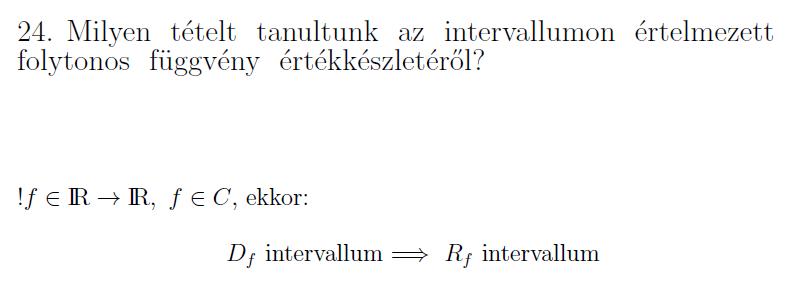 24. Milyen tételt tanultunk az intervallumon értelmezett
folytonos függvény értékkészletéről?
!f ∈ ℝ → ℝ, f ∈ C, ekkor:
D_f intervallum ⟹ R_f intervallum